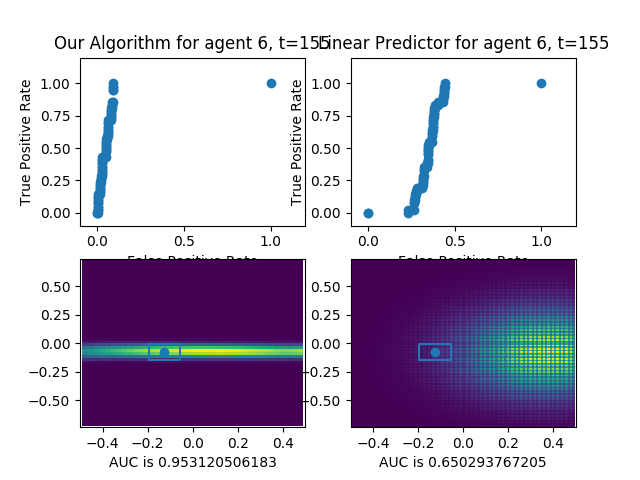 Our Algorithm for agent 6, t=155
Linear Predictor for agent 6, t=155
True Positive Rate
1.00
0.75
0.50
0.25
0.00
0.0 0.5 1.0
False Positive Rate
True Positive Rate
1.00
0.75
0.50
0.25
0.00
0.0 0.5 1.0
False Positive Rate
0.50
0.25
0.00
−0.25
−0.50
−0.4 −0.2 0.0 0.2 0.4
AUC is 0.953120506183
0.50
0.25
0.00
−0.25
−0.50
−0.4 −0.2 0.0 0.2 0.4
AUC is 0.650293767205